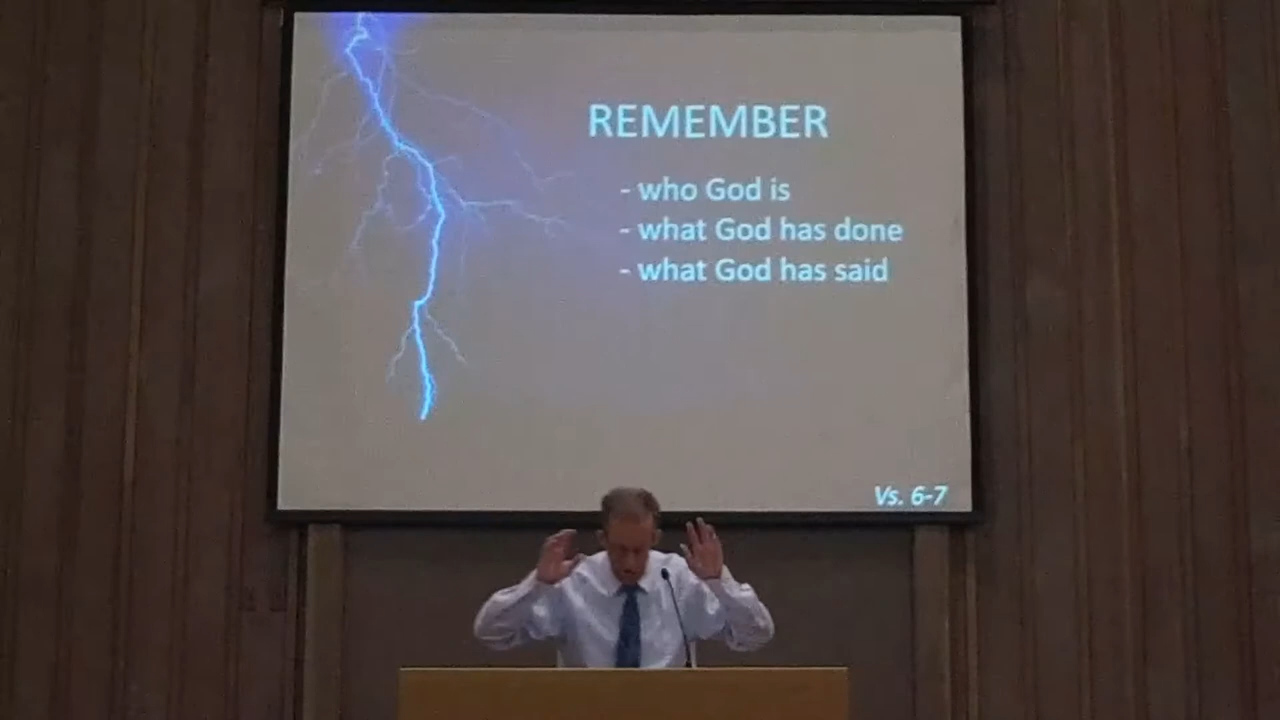 REMEMBER
- who God is
- what God has done
- what God has said
Vs. 6-7